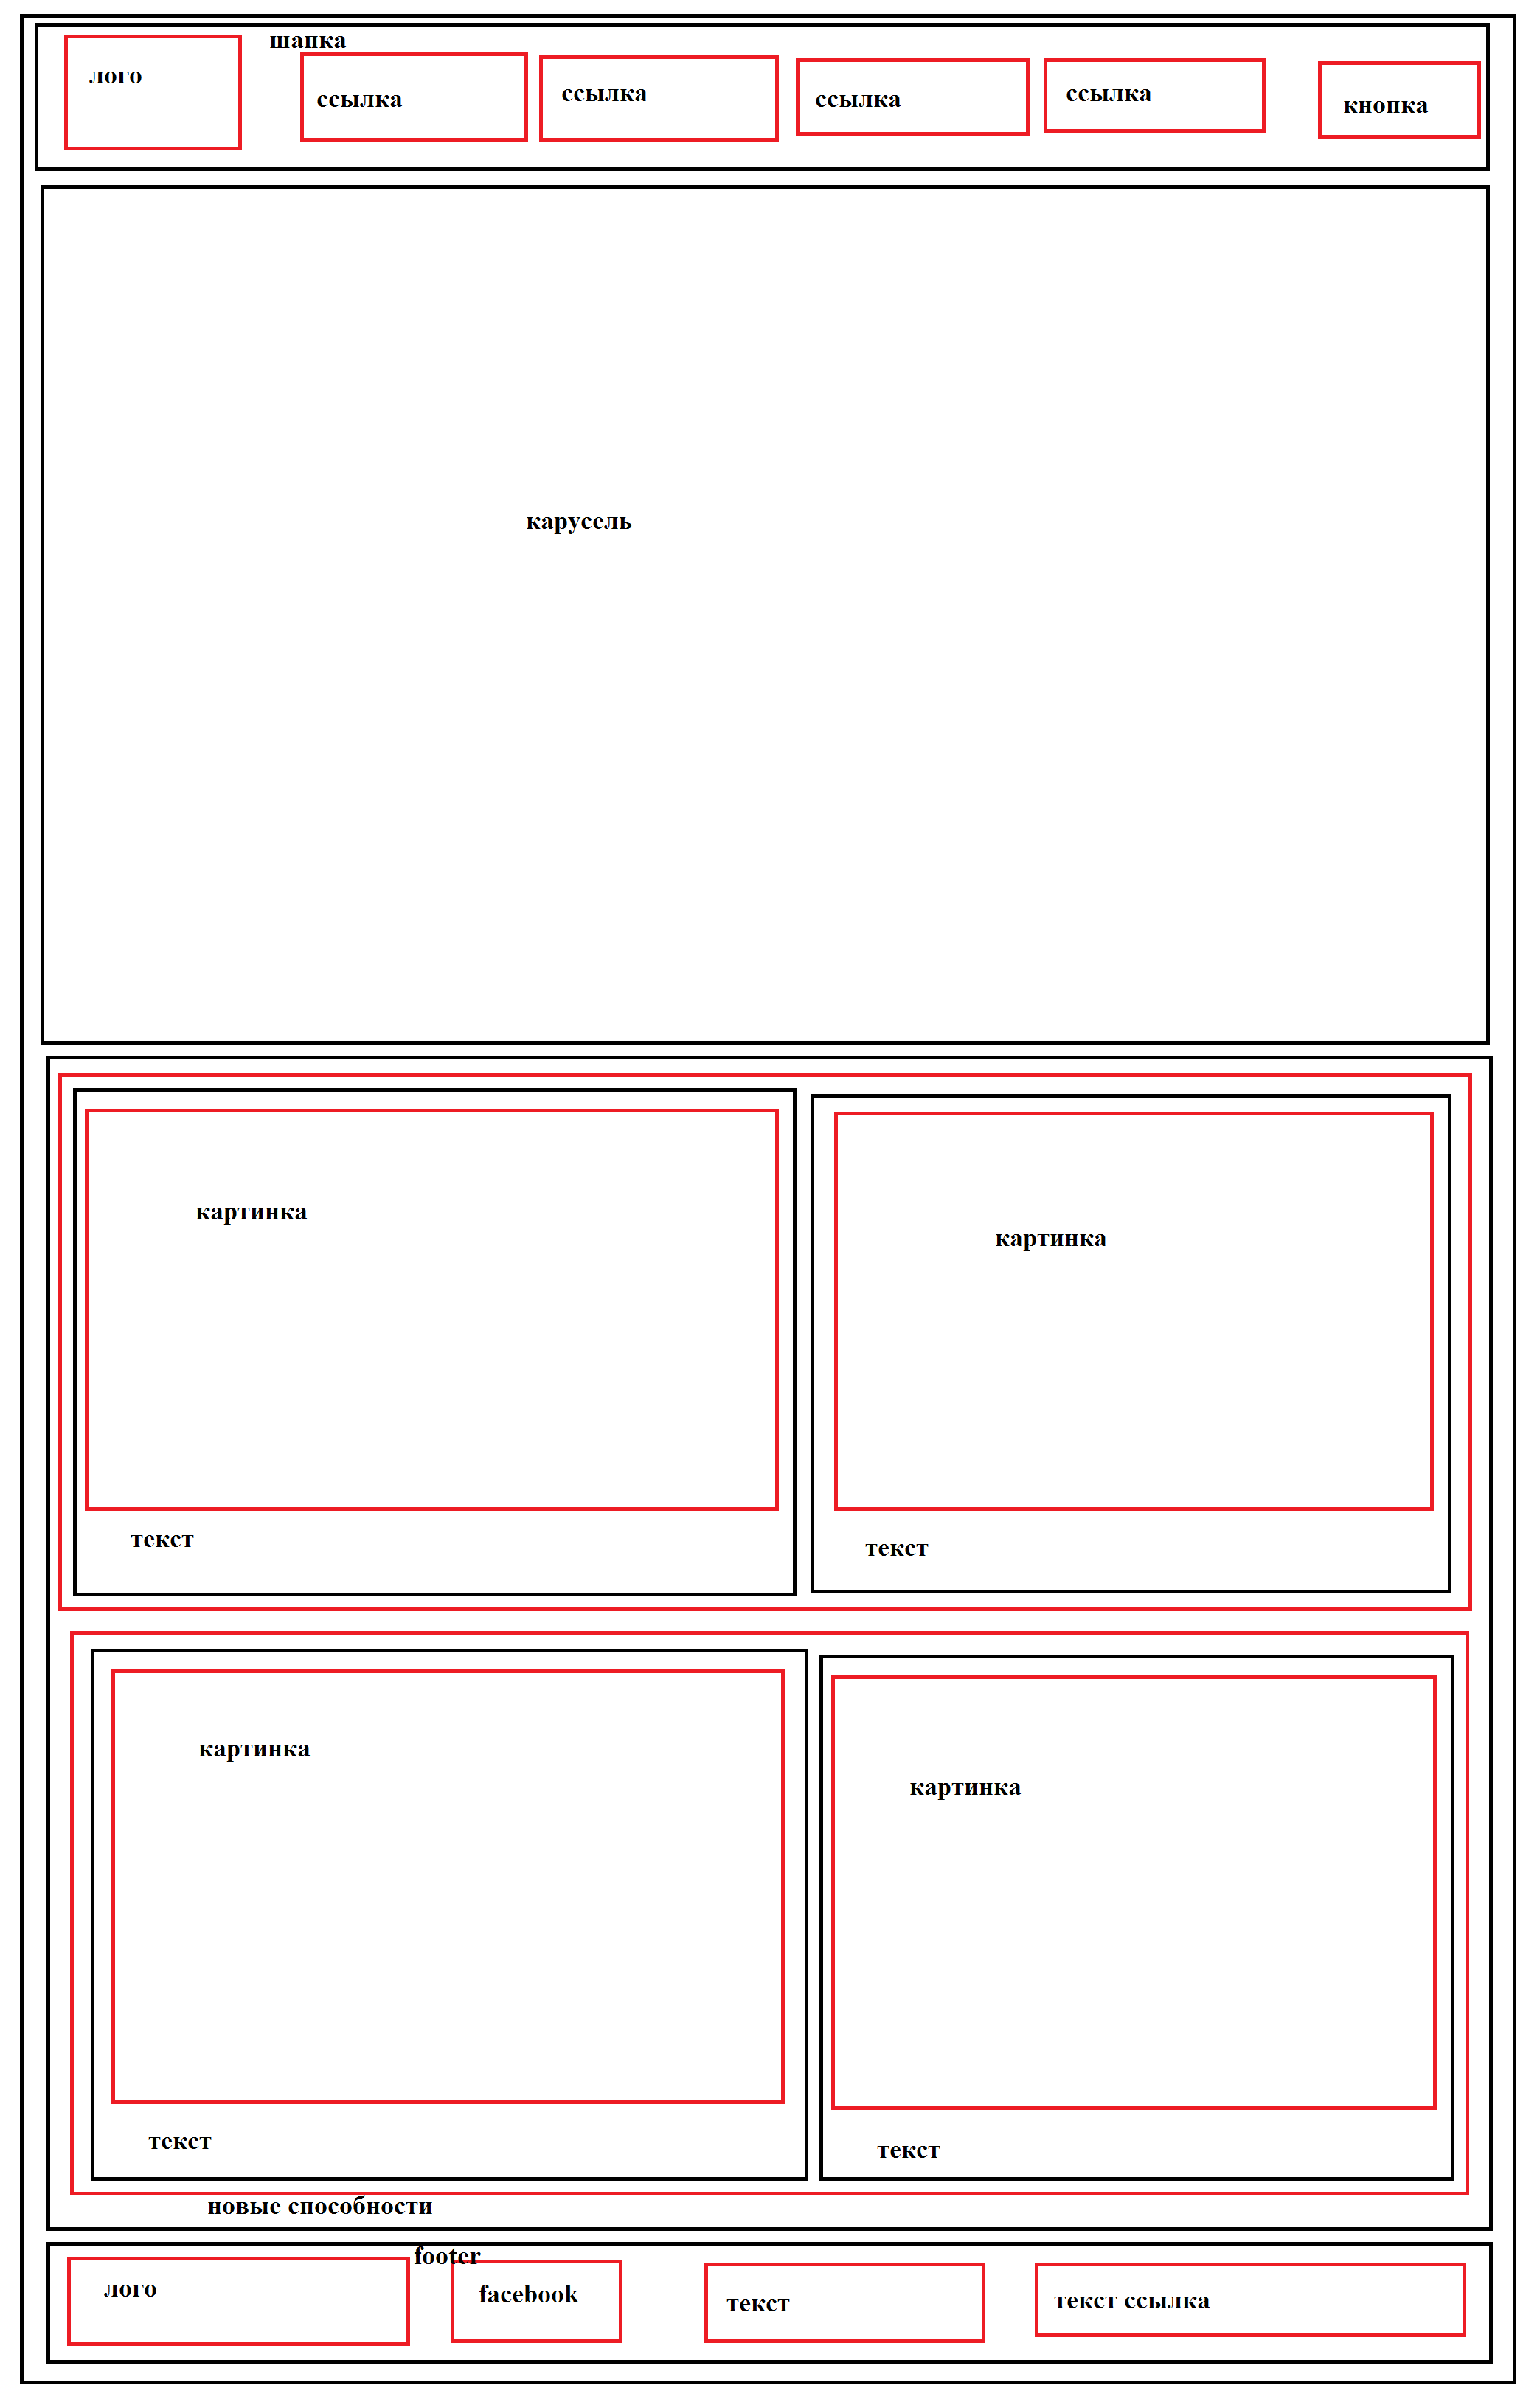 шапка
лого
ссылка
ссылка
ссылка
ссылка
кнопка
карусель
картинка
картинка
текст
текст
картинка
картинка
текст
текст
новые способности
footer
лого
facebook
текст
текст ссылка